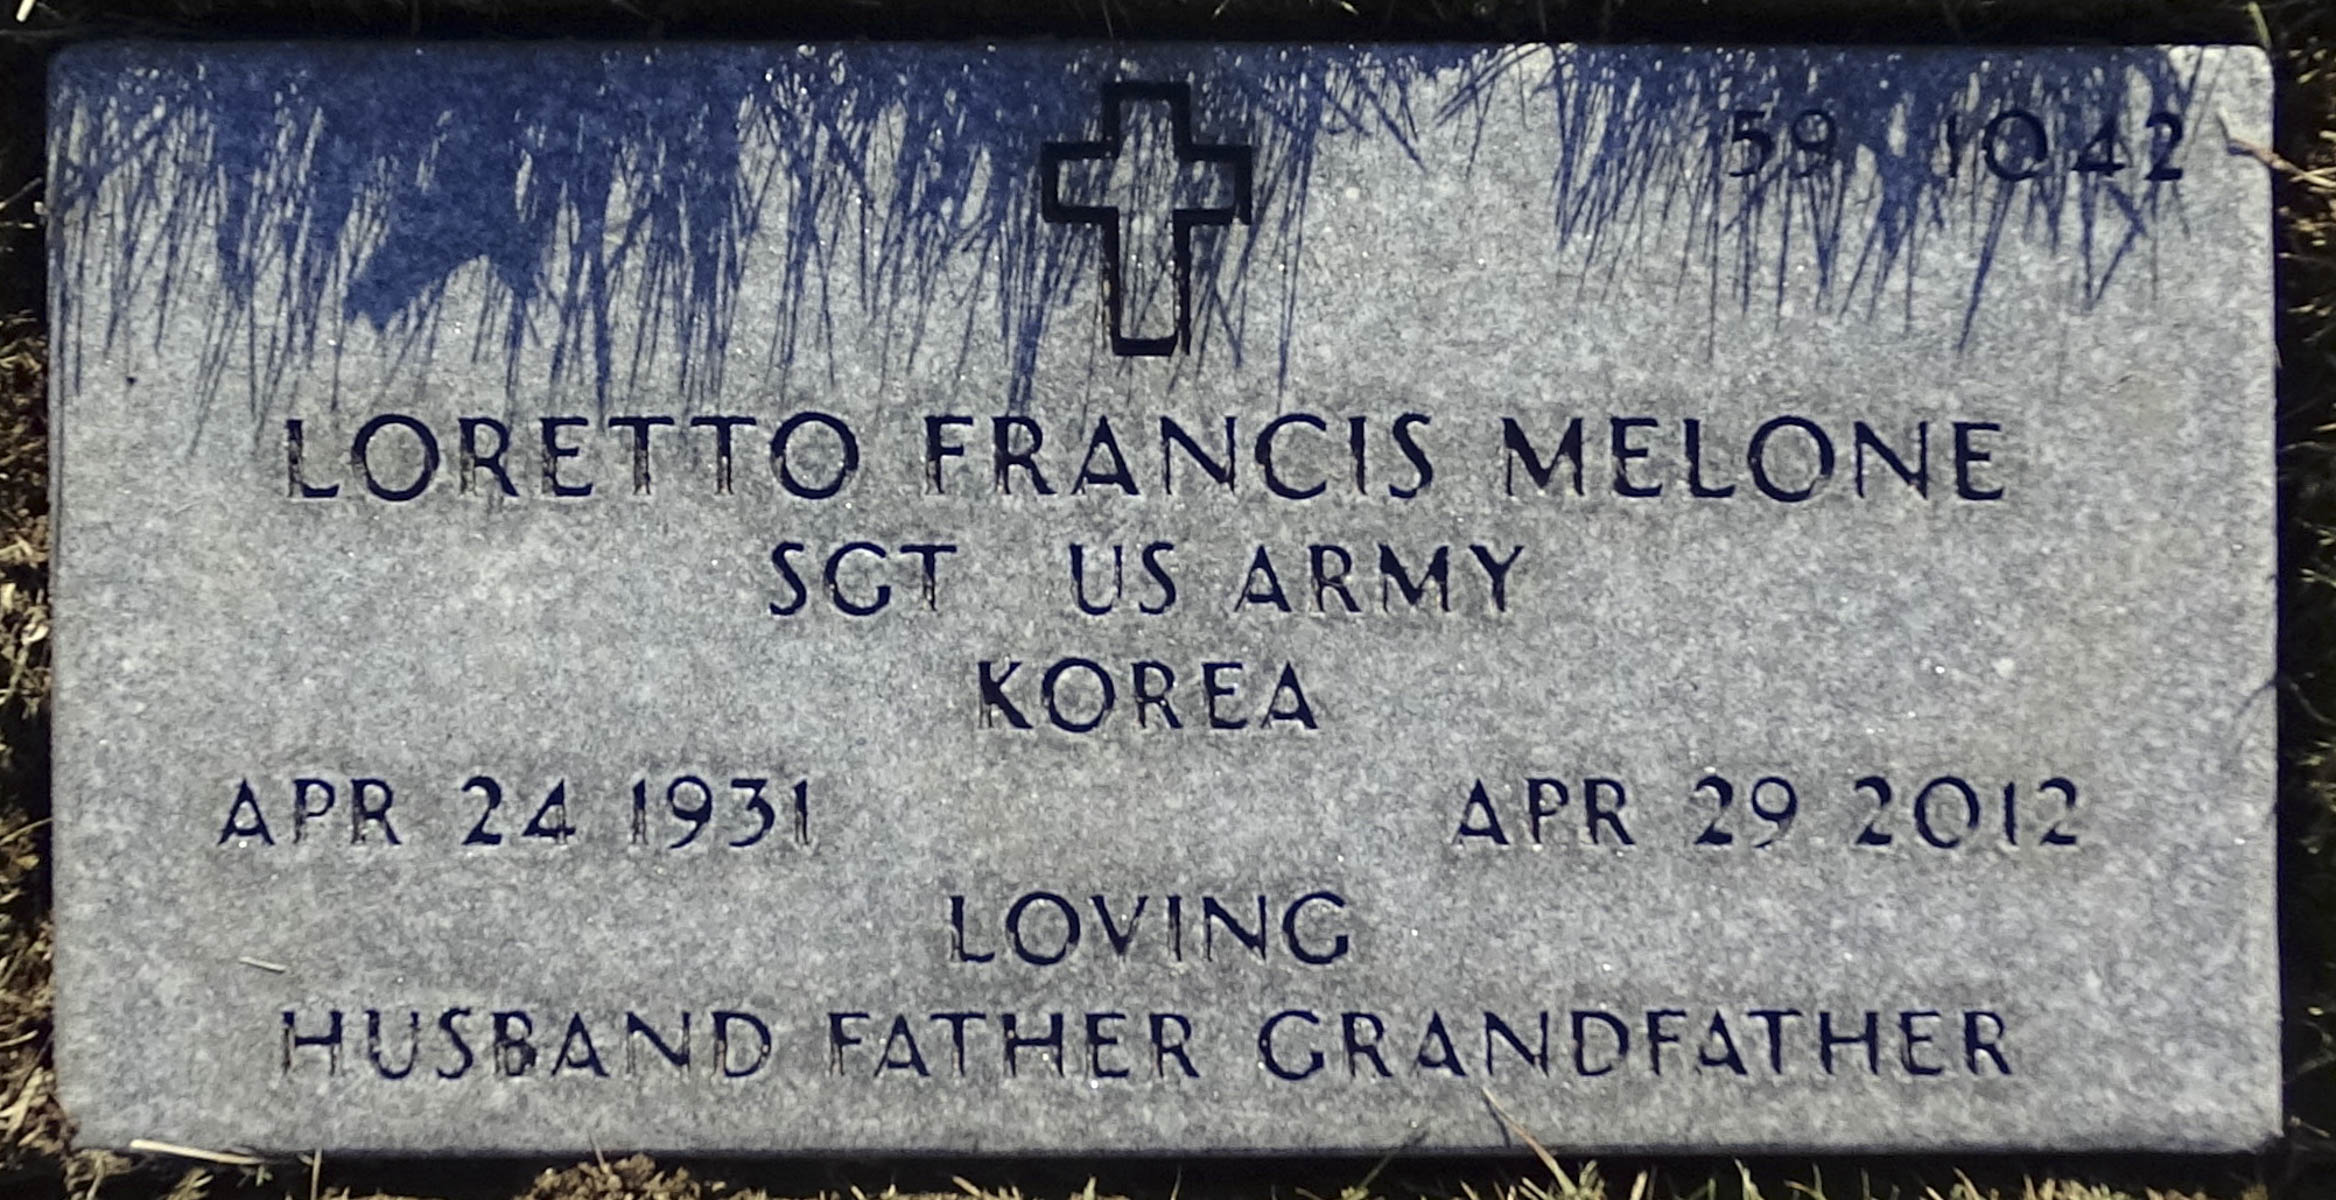 59 1042
LORETTO FRANCIS MELONE
SGT US ARMY
KOREA
APR 24 1931 APR 29 2012
LOVING
HUSBAND FATHER GRANDFATHER